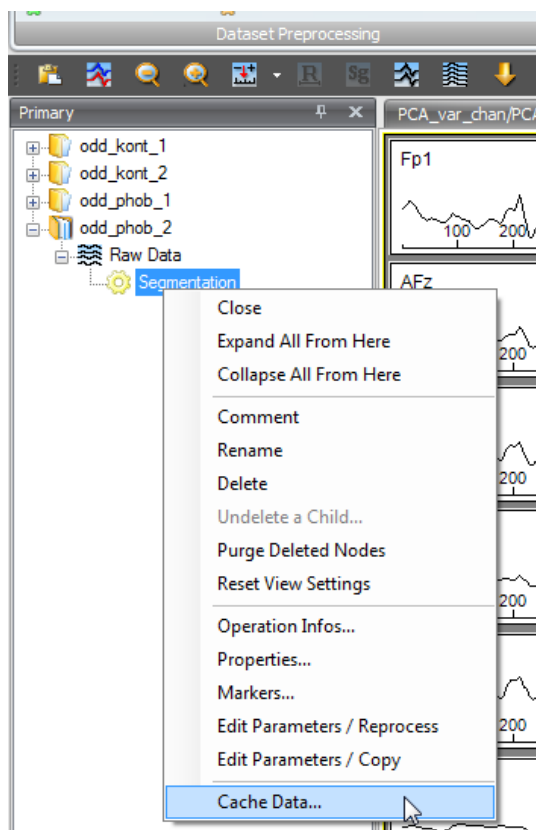 Dataset Preprocessing
R Sg
Primary
PCA_var_chan/PCA
odd_kont_1
odd_kont_2
odd_phob_1
odd_phob_2
Raw Data
Segmentation
Fp1
100 200
AFz
200
200
200
200
Close
Expand All From Here
Collapse All From Here
Comment
Rename
Delete
Undelete a Child...
Purge Deleted Nodes
Reset View Settings
Operation Infos...
Properties...
Markers...
Edit Parameters / Reprocess
Edit Parameters / Copy
Cache Data...